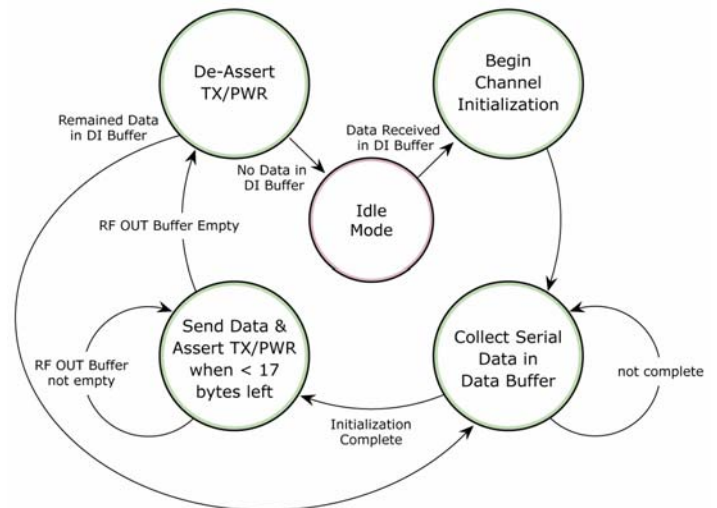 De-Assert
TX/PWR
Begin
Channel
Initialization
Remained Data
in DI Buffer
Data Received
in DI Buffer
No Data in
DI Buffer
Idle
Mode
RF OUT Buffer Empty
Send Data &
Assert TX/PWR
when < 17
bytes left
Collect Serial
Data in
Data Buffer
RF OUT Buffer
not empty
not complete
Initialization
Complete